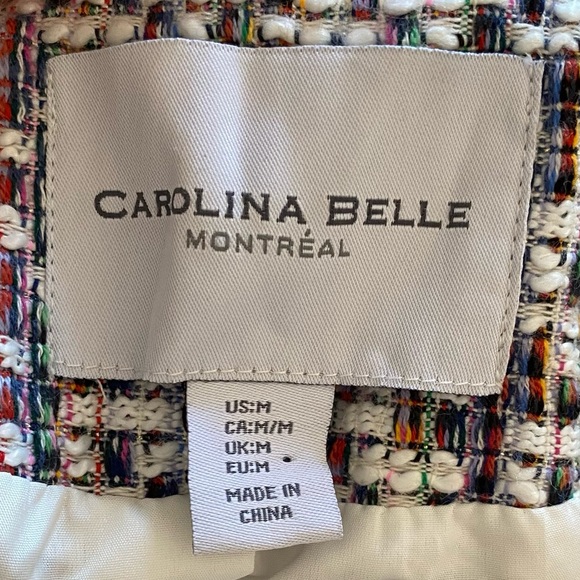 CAROLINA BELLE
MONTRÉAL
US:M
CA:M/M
UK:M
EU:M
MADE IN
CHINA